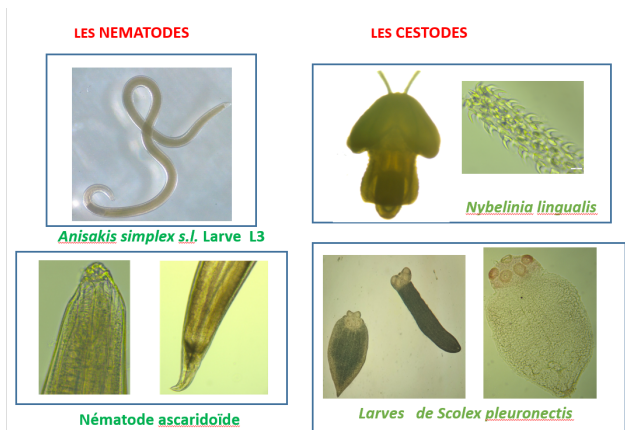 LES NEMATODES
LES CESTODES
Anisakis simplex s.l. Larve L3
Nybelinia lingualis
Nématode ascaridoïde
Larves de Scolex pleuronectis